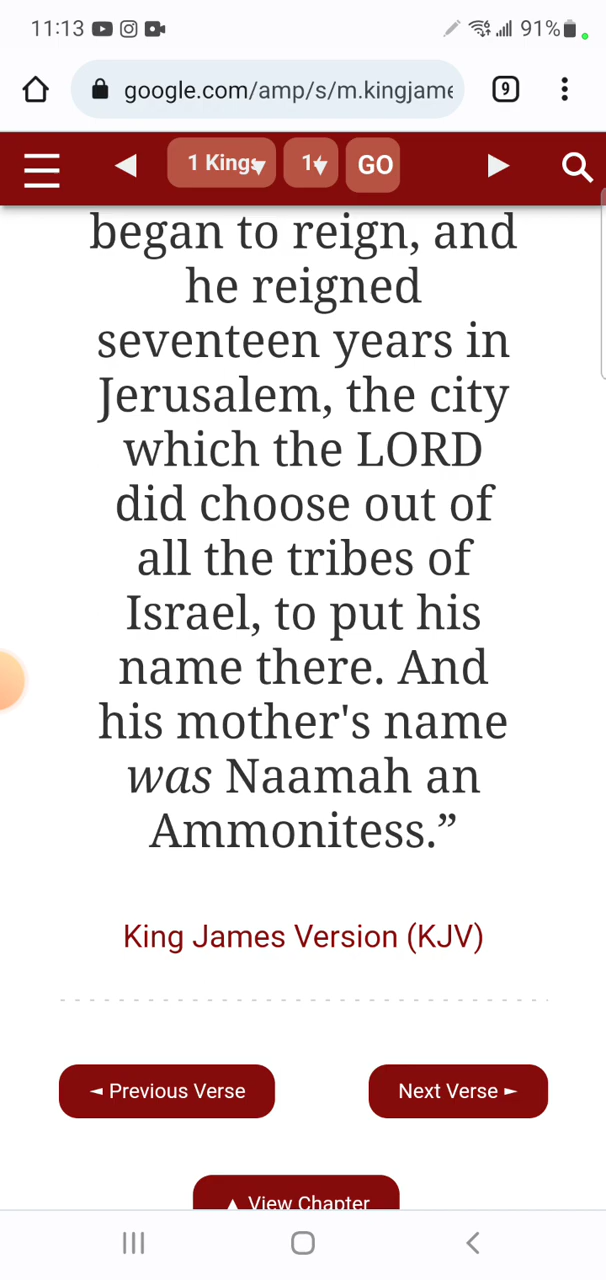 11:13 91%
google.com/amp/s/m.kingjame 9
1 Kings GO
began to reign, and
he reigned
seventeen years in
Jerusalem, the city
which the LORD
did choose out of
all the tribes of
Israel, to put his
name there. And
his mother's name
was Naamah an
Ammonitess.”
King James Version (KJV)
◄ Previous Verse Next Verse ►
▲ View Chapter